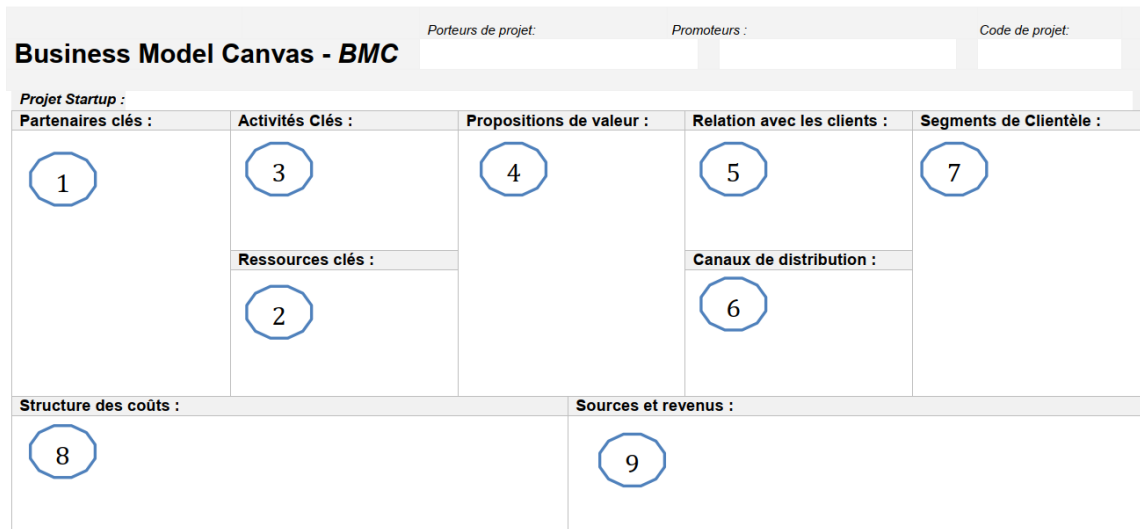 Porteurs de projet:
Promoteurs :
Code de projet:
Business Model Canvas - BMC
Projet Startup :
Partenaires clés :
1
Activités Clés :
3
Ressources clés :
2
Propositions de valeur :
4
Relation avec les clients :
5
Canaux de distribution :
6
Segments de Clientèle :
7
Structure des coûts :
8
Sources et revenus :
9